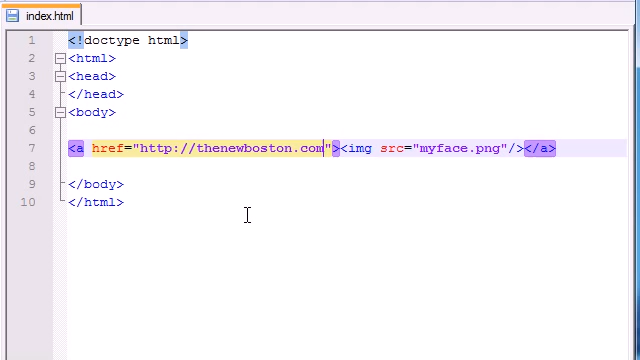 index.html
1 <!doctype html>
2 <html>
3 <head>
4 </head>
5 <body>
6
7 <a href="http://thenewboston.com"><img src="myface.png"/></a>
8
9 </body>
10 </html>